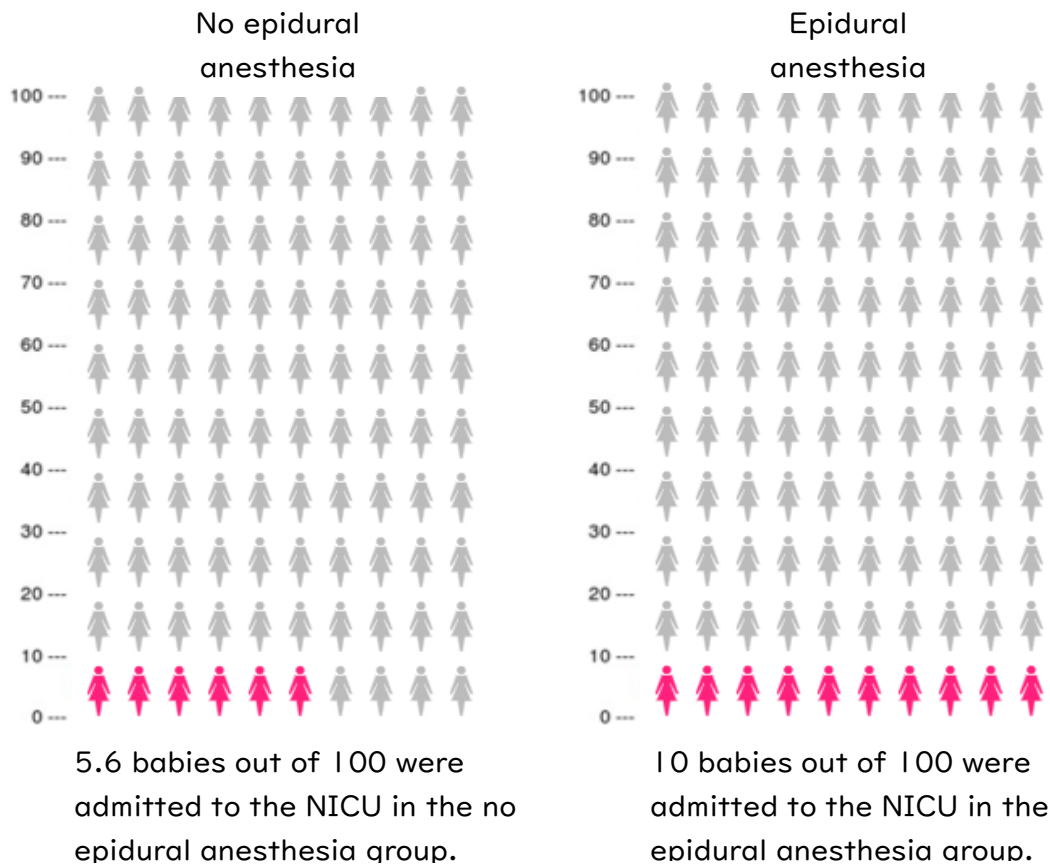 No epidural
anesthesia
100 ---
90 ---
80 ---
70 ---
60 ---
50 ---
40 ---
30 ---
20 ---
10 ---
0 ---
5.6 babies out of 100 were
admitted to the NICU in the no
epidural anesthesia group.
Epidural
anesthesia
100 ---
90 ---
80 ---
70 ---
60 ---
50 ---
40 ---
30 ---
20 ---
10 ---
0 ---
10 babies out of 100 were
admitted to the NICU in the
epidural anesthesia group.